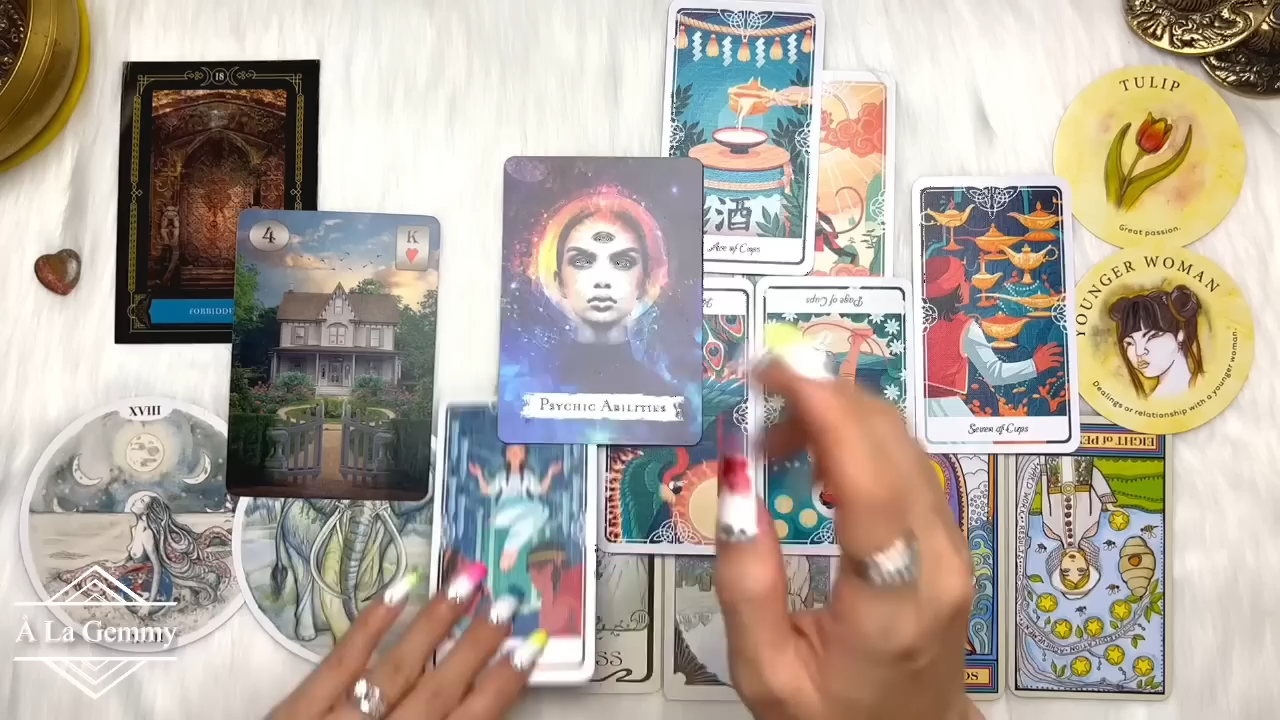 18
FORBIDDE
4
K
PSYCHIC ABILITIES
酒
Ace of Cups
Page of Cups
Seven of Cups
TULIP
Great passion.
YOUNGER WOMAN
Dealings or relationship with a younger woman.
XVIII
EIGHT of PE
À LA GEMMY